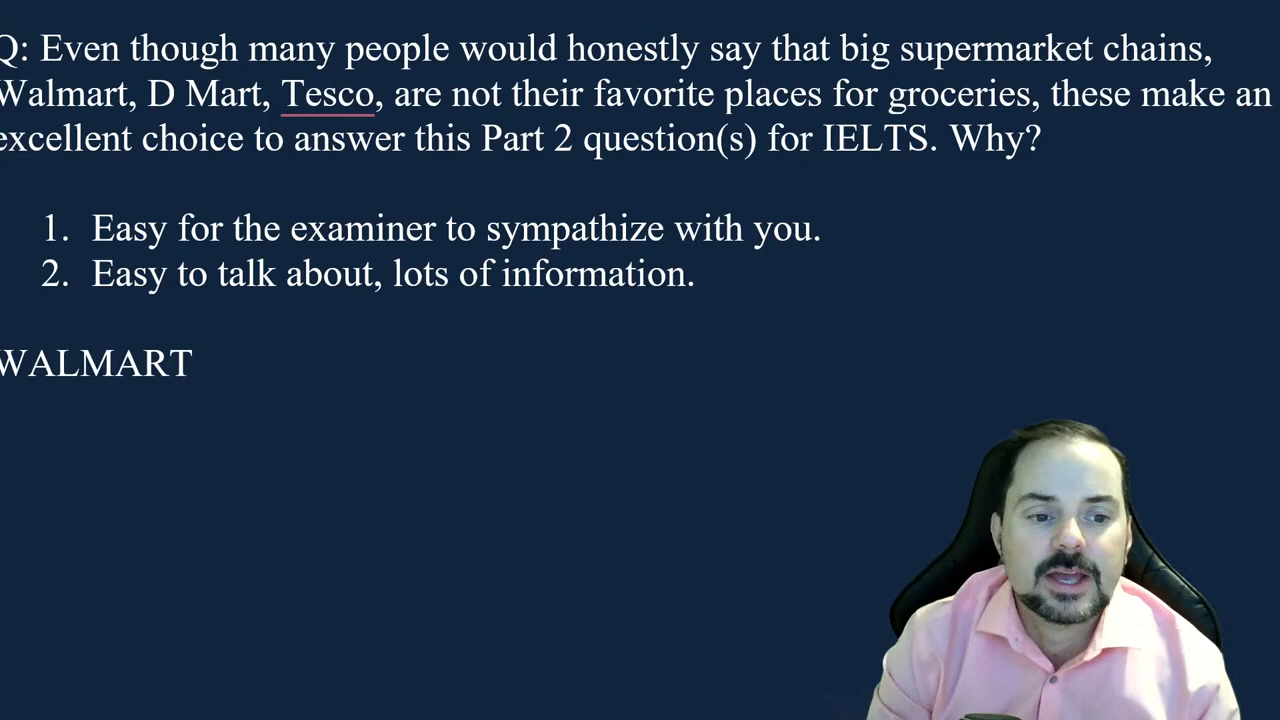 Q: Even though many people would honestly say that big supermarket chains,
Walmart, D Mart, Tesco, are not their favorite places for groceries, these make an
excellent choice to answer this Part 2 question(s) for IELTS. Why?
1. Easy for the examiner to sympathize with you.
2. Easy to talk about, lots of information.
WALMART